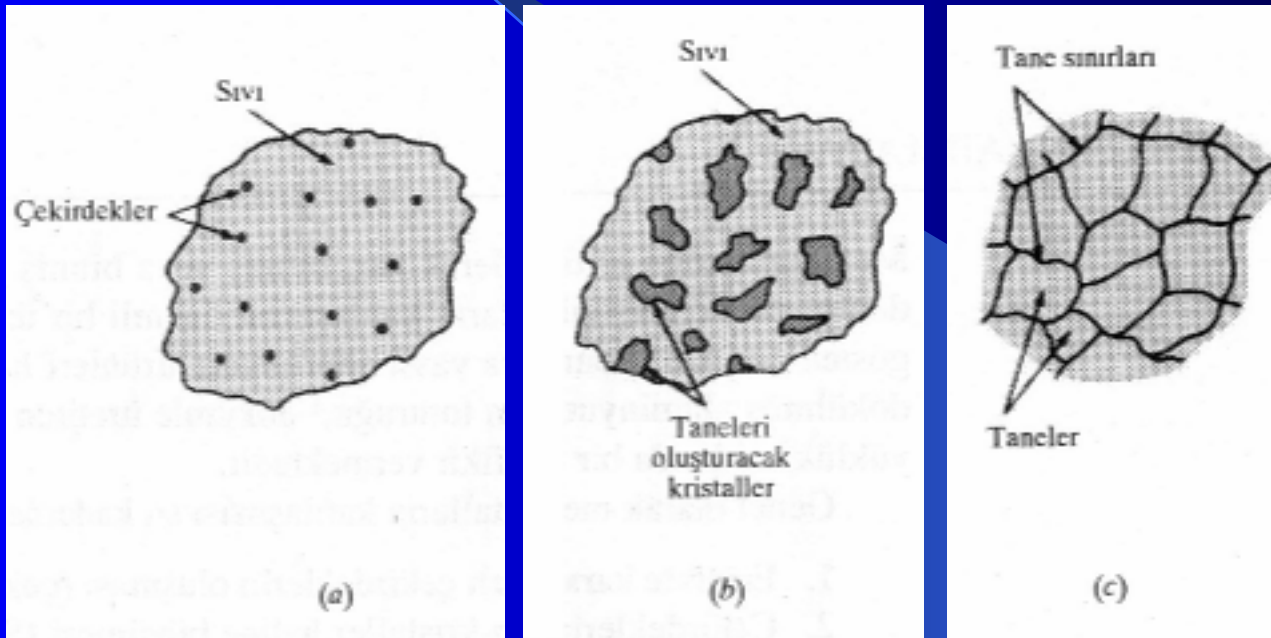 Sıvı
Çekirdekler
(a)
Sıvı
Taneleri
oluşturacak
kristaller
(b)
Tane sınırları
Taneler
(c)